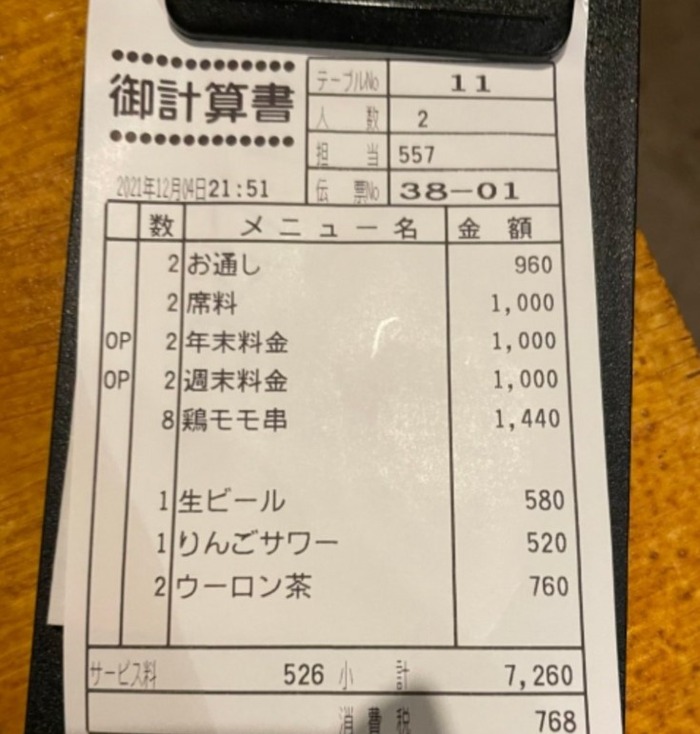 御計算書
テーブルNo 11
人数 2
担当 557
2021年12月04日21:51
伝票No 38-01
数 メニュー名 金額
2 お通し 960
2 席料 1,000
OP 2 年末料金 1,000
OP 2 週末料金 1,000
8 鶏モモ串 1,440
1 生ビール 580
1 りんごサワー 520
2 ウーロン茶 760
サービス料 526 小計 7,260
消費税 768